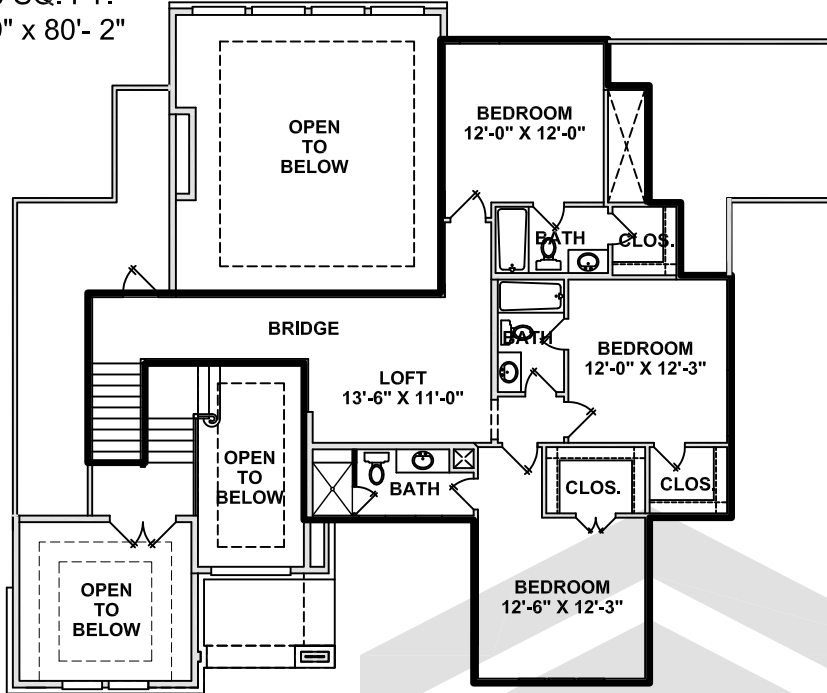 SQ. FT.
x 80'- 2"
BEDROOM
12'-0" X 12'-0"
OPEN
TO
BELOW
BATH
CLOS.
BRIDGE
BATH
BEDROOM
12'-0" X 12'-3"
LOFT
13'-6" X 11'-0"
OPEN
TO
BELOW
BATH
CLOS.
CLOS.
BEDROOM
12'-6" X 12'-3"
OPEN
TO
BELOW